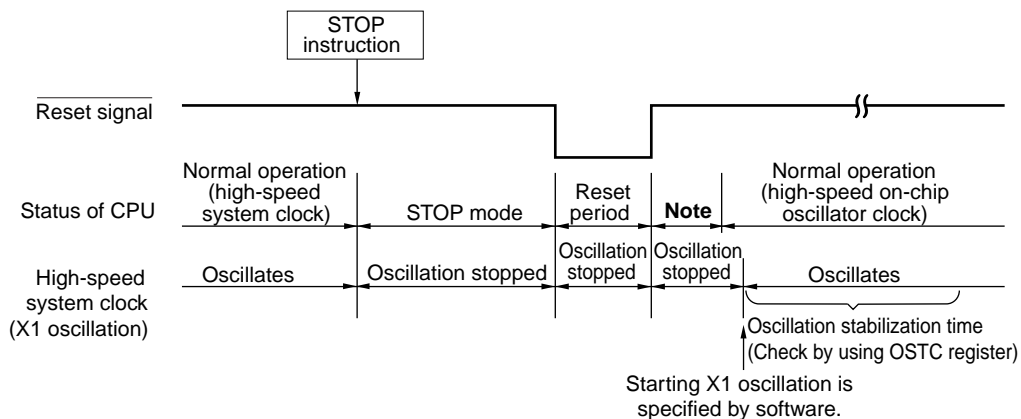 STOP
instruction
Reset signal
Status of CPU
Normal operation
(high-speed
system clock)
STOP mode
Reset
period
Note
Normal operation
(high-speed on-chip
oscillator clock)
High-speed
system clock
(X1 oscillation)
Oscillates
Oscillation stopped
Oscillation
stopped
Oscillation
stopped
Oscillates
Oscillation stabilization time
(Check by using OSTC register)
Starting X1 oscillation is
specified by software.